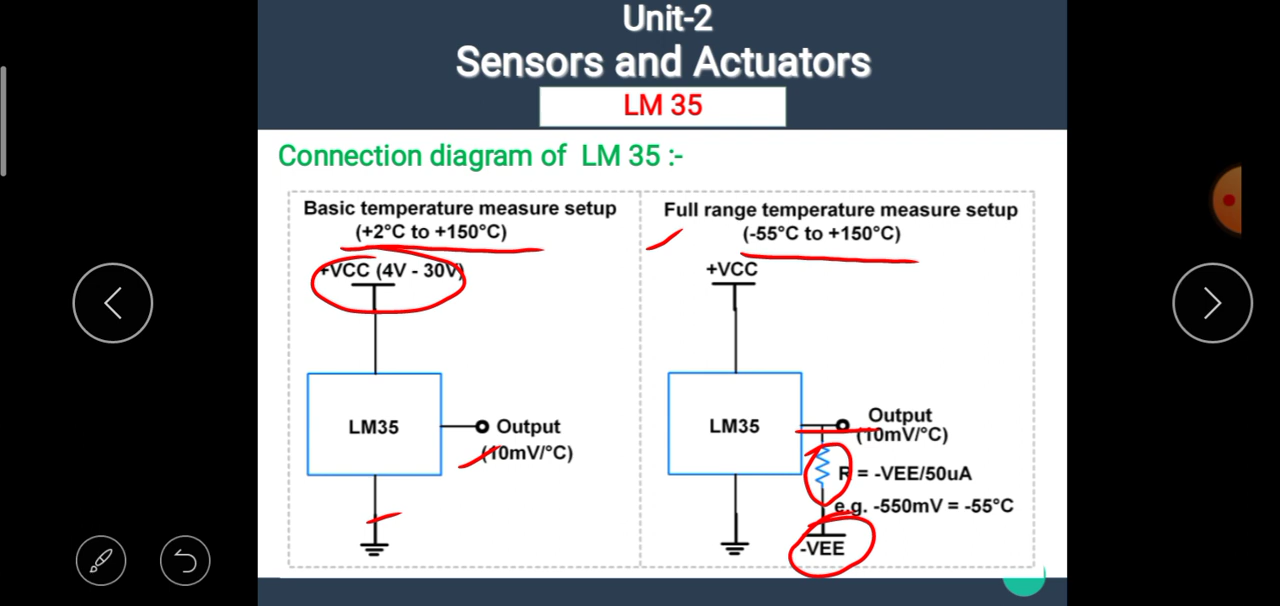 Unit-2
Sensors and Actuators
LM 35
Connection diagram of LM 35 :-
Basic temperature measure setup
(+2°C to +150°C)
+VCC (4V - 30V)
LM35
Output
(10mV/°C)
Full range temperature measure setup
(-55°C to +150°C)
+VCC
LM35
Output
(10mV/°C)
R = -VEE/50uA
e.g. -550mV = -55°C
-VEE